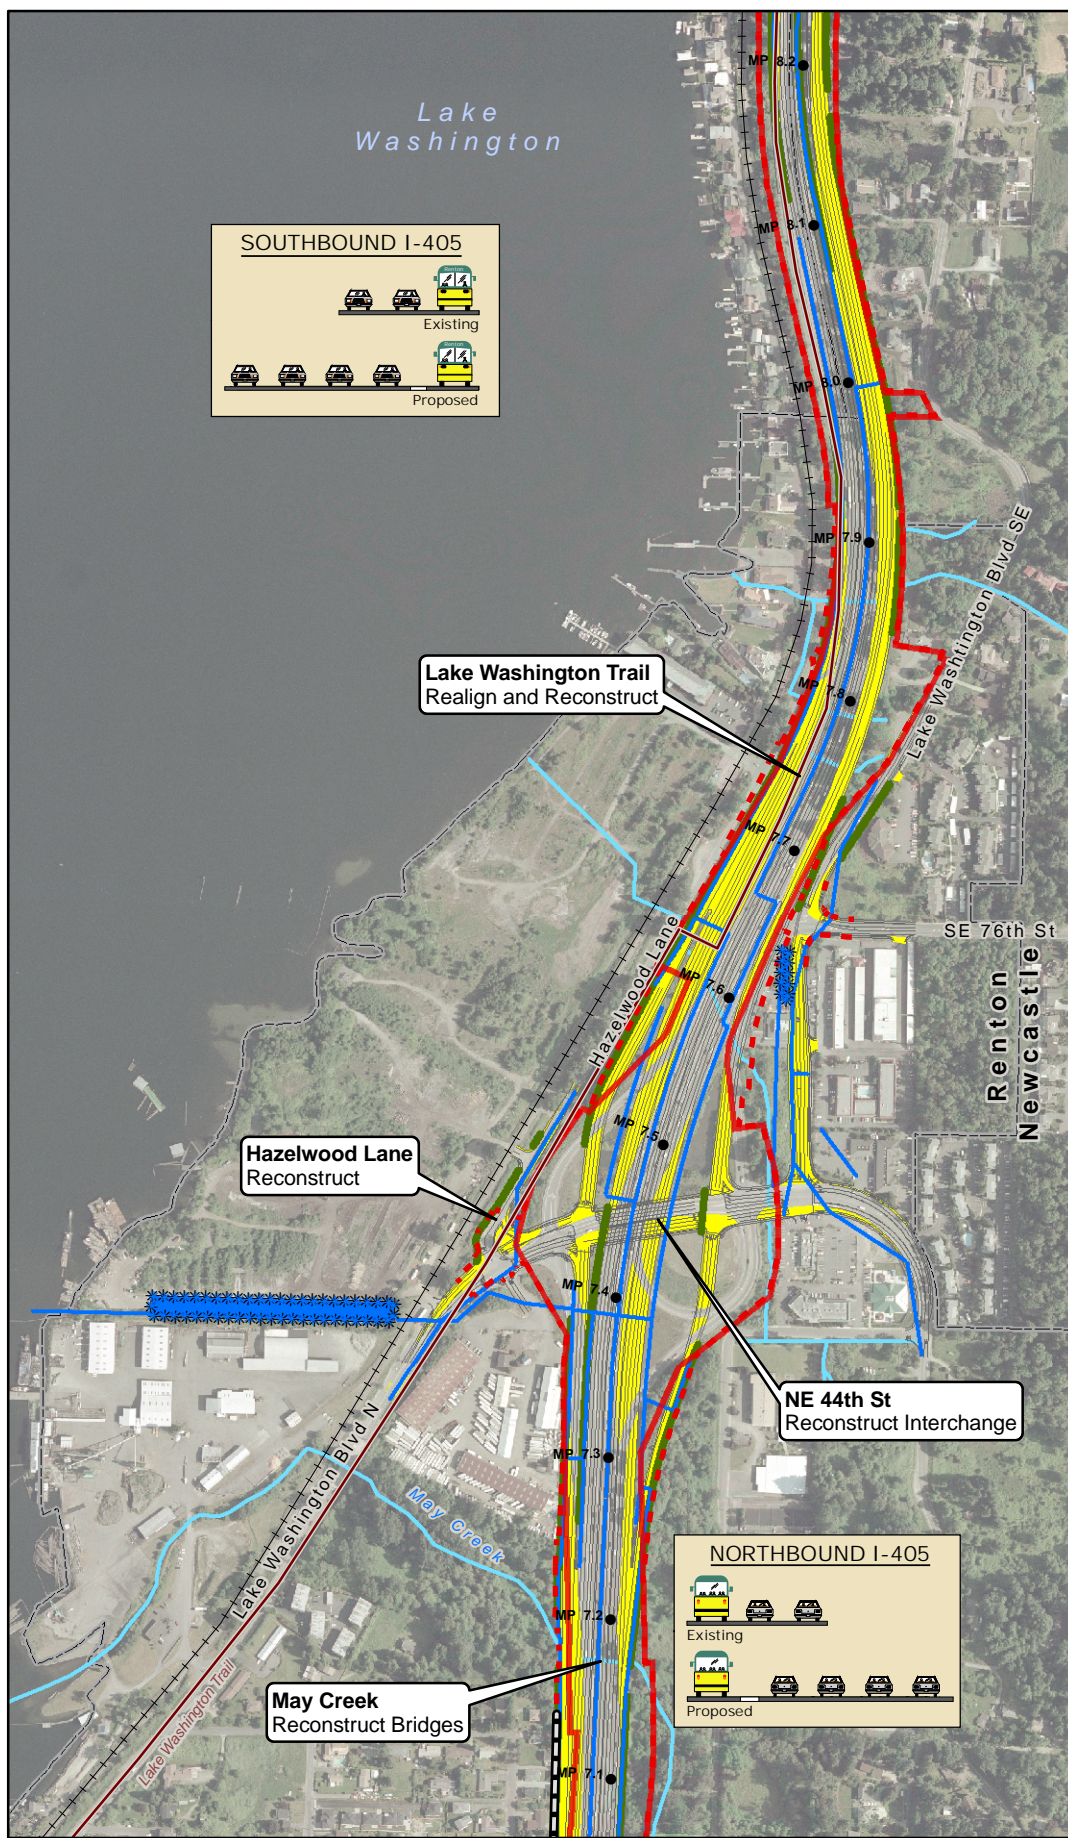 MP 8.2
Lake
Washington
MP 8.1
SOUTHBOUND I-405
Renton
Existing
Renton
Proposed
MP 8.0
Lake Washtington Blvd SE
MP 7.9
Lake Washington Trail
Realign and Reconstruct
MP 7.8
MP 7.7
SE 76th St
Hazelwood Lane
MP 7.6
Renton
Newcastle
MP 7.5
Hazelwood Lane
Reconstruct
MP 7.4
NE 44th St
Reconstruct Interchange
Lake Washington Blvd N
MP 7.3
May Creek
NORTHBOUND I-405
Existing
Proposed
MP 7.2
Lake Washington Trail
May Creek
Reconstruct Bridges
MP 7.1